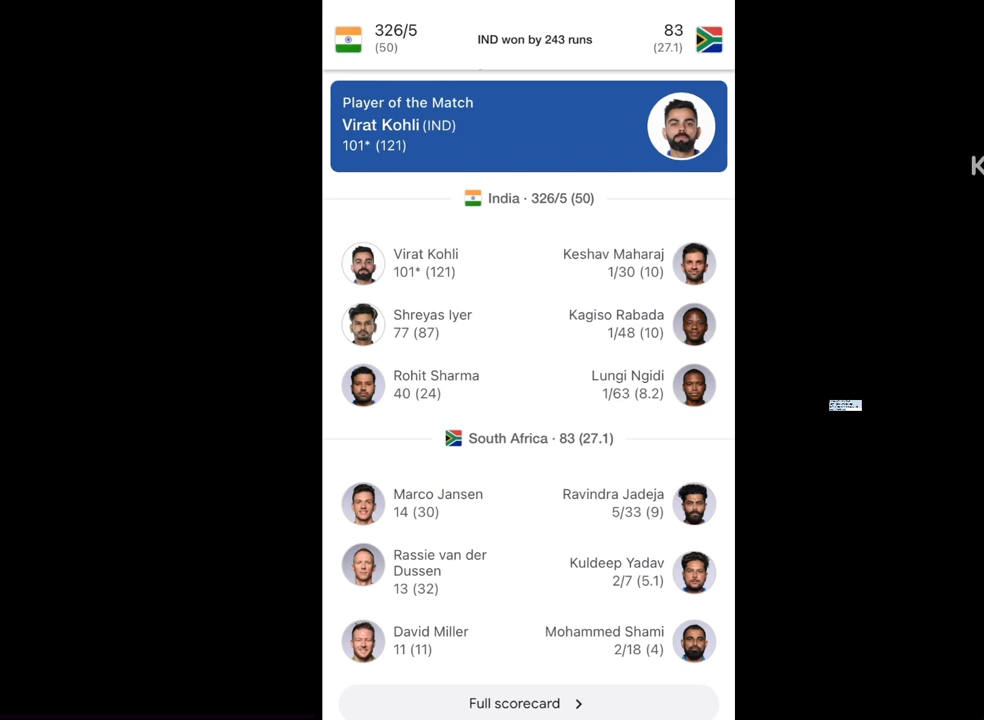 326/5
(50)
IND won by 243 runs
83
(27.1)
Player of the Match
Virat Kohli (IND)
101* (121)
India · 326/5 (50)
Virat Kohli
101* (121)
Keshav Maharaj
1/30 (10)
Shreyas Iyer
77 (87)
Kagiso Rabada
1/48 (10)
Rohit Sharma
40 (24)
Lungi Ngidi
1/63 (8.2)
South Africa · 83 (27.1)
Marco Jansen
14 (30)
Ravindra Jadeja
5/33 (9)
Rassie van der
Dussen
13 (32)
Kuldeep Yadav
2/7 (5.1)
David Miller
11 (11)
Mohammed Shami
2/18 (4)
Full scorecard
K